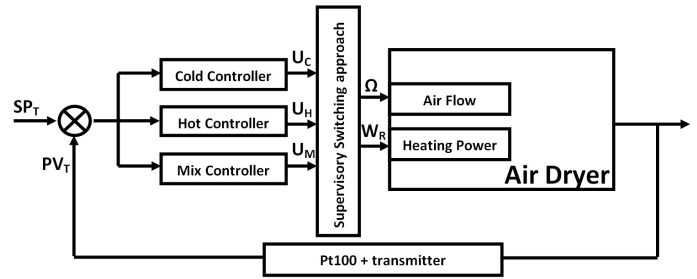 SP_T
PV_T
Cold Controller
Hot Controller
Mix Controller
U_C
U_H
U_M
Supervisory Switching approach
Ω
W_R
Air Flow
Heating Power
Air Dryer
Pt100 + transmitter